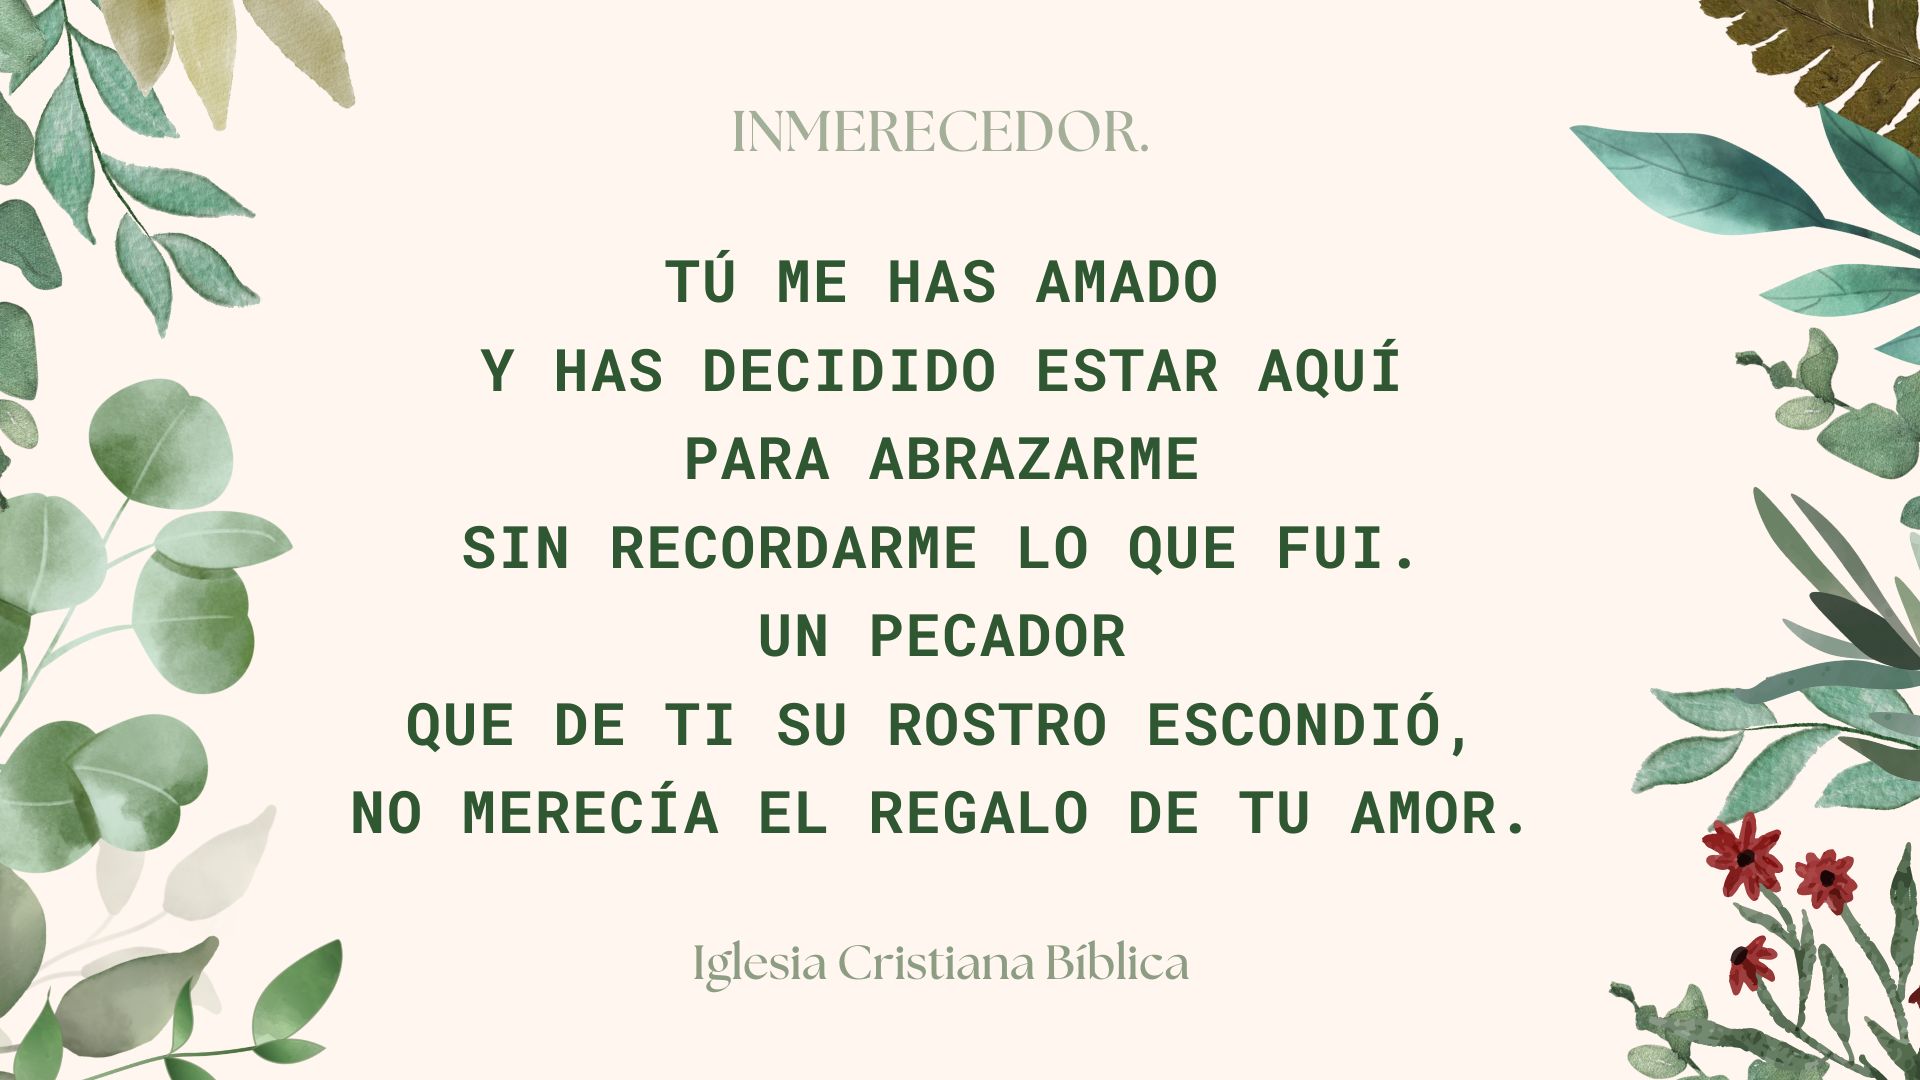 INMERECEDOR.
TÚ ME HAS AMADO
Y HAS DECIDIDO ESTAR AQUÍ
PARA ABRAZARME
SIN RECORDARME LO QUE FUI.
UN PECADOR
QUE DE TI SU ROSTRO ESCONDIÓ,
NO MERECÍA EL REGALO DE TU AMOR.
Iglesia Cristiana Bíblica